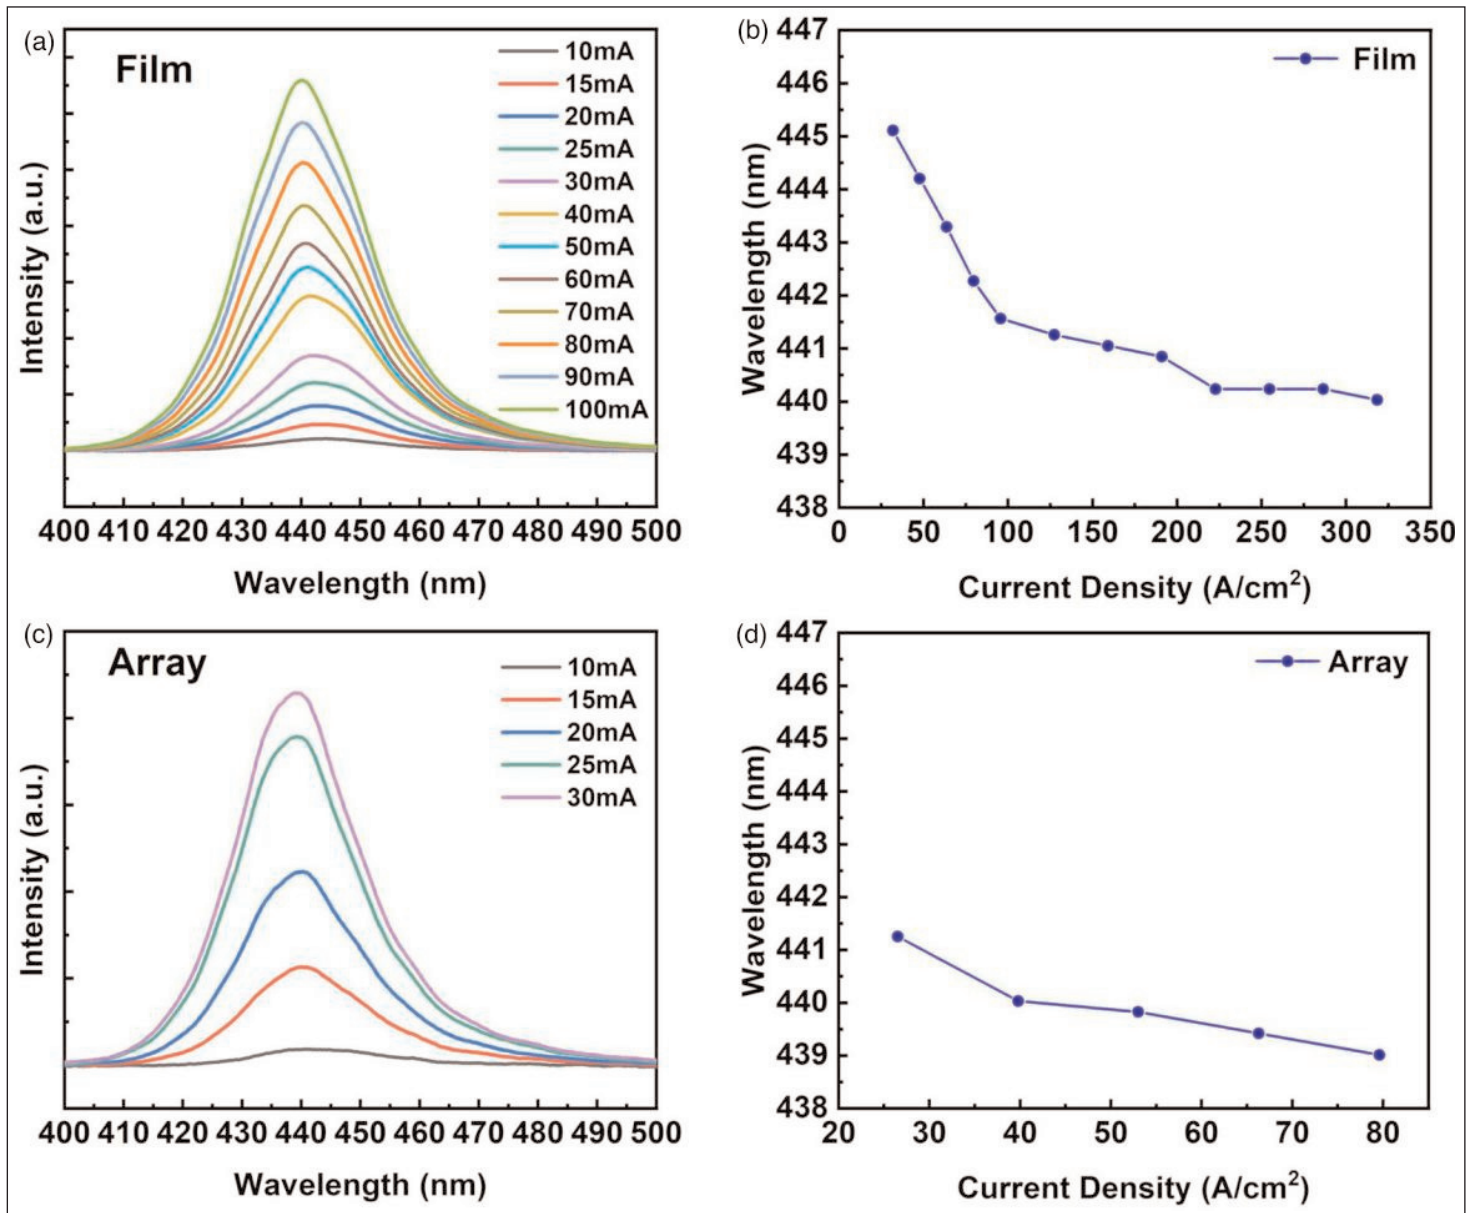 (a)
Film
10mA
15mA
20mA
25mA
30mA
40mA
50mA
60mA
70mA
80mA
90mA
100mA
Intensity (a.u.)
400 410 420 430 440 450 460 470 480 490 500
Wavelength (nm)
(b)
Film
447
446
445
444
443
442
441
440
439
438
Wavelength (nm)
0 50 100 150 200 250 300 350
Current Density (A/cm²)
(c)
Array
10mA
15mA
20mA
25mA
30mA
Intensity (a.u.)
400 410 420 430 440 450 460 470 480 490 500
Wavelength (nm)
(d)
Array
447
446
445
444
443
442
441
440
439
438
Wavelength (nm)
20 30 40 50 60 70 80
Current Density (A/cm²)